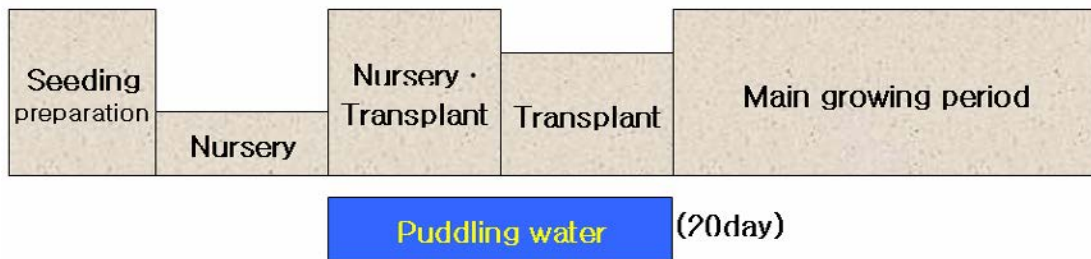 Seeding
preparation
Nursery
Nursery ·
Transplant
Transplant
Main growing period
Puddling water
(20day)